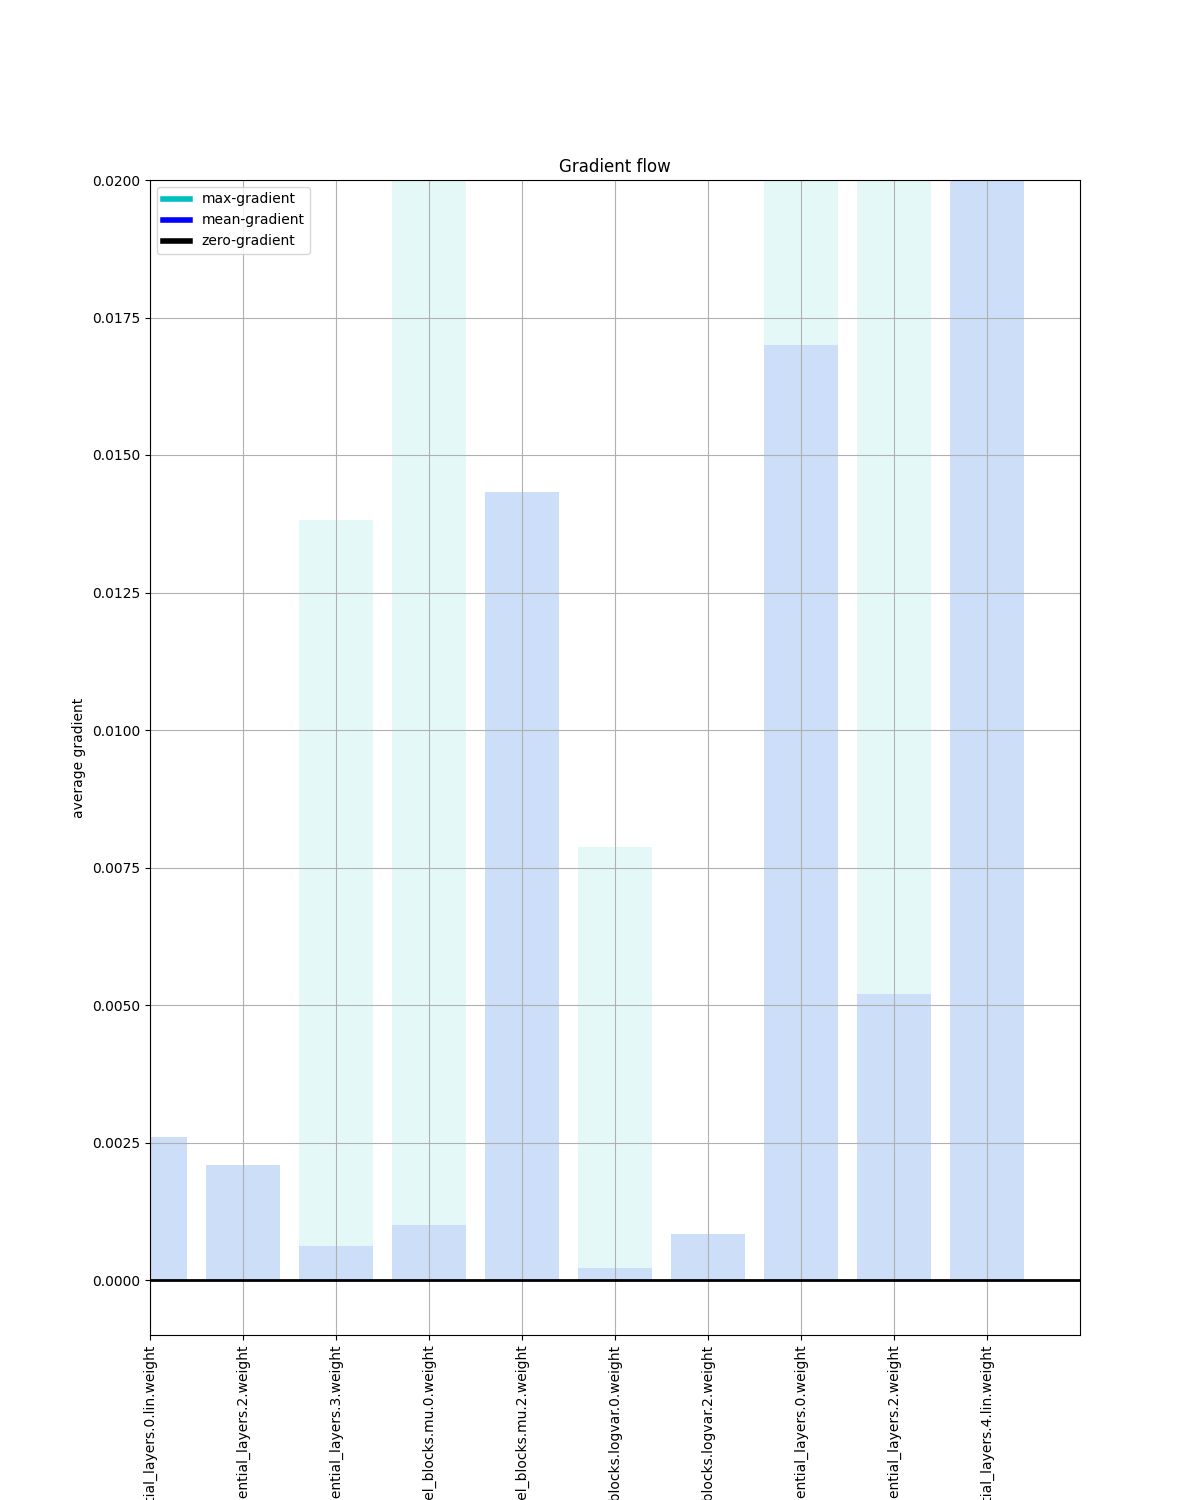 Gradient flow
max-gradient
mean-gradient
zero-gradient
0.0200
0.0175
0.0150
0.0125
0.0100
0.0075
0.0050
0.0025
0.0000
average gradient
tial_layers.0.lin.weight
ential_layers.2.weight
ential_layers.3.weight
el_blocks.mu.0.weight
el_blocks.mu.2.weight
blocks.logvar.0.weight
blocks.logvar.2.weight
ential_layers.0.weight
ential_layers.2.weight
tial_layers.4.lin.weight